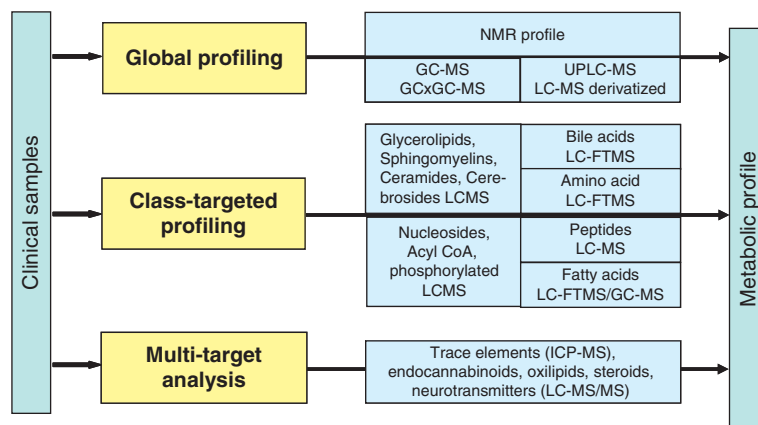 Clinical samples
Global profiling
NMR profile
GC-MS
GCxGC-MS
UPLC-MS
LC-MS derivatized
Class-targeted
profiling
Glycerolipids,
Sphingomyelins,
Ceramides, Cere-
brosides LCMS
Bile acids
LC-FTMS
Amino acid
LC-FTMS
Nucleosides,
Acyl CoA,
phosphorylated
LCMS
Peptides
LC-MS
Fatty acids
LC-FTMS/GC-MS
Multi-target
analysis
Trace elements (ICP-MS),
endocannabinoids, oxilipids, steroids,
neurotransmitters (LC-MS/MS)
Metabolic profile